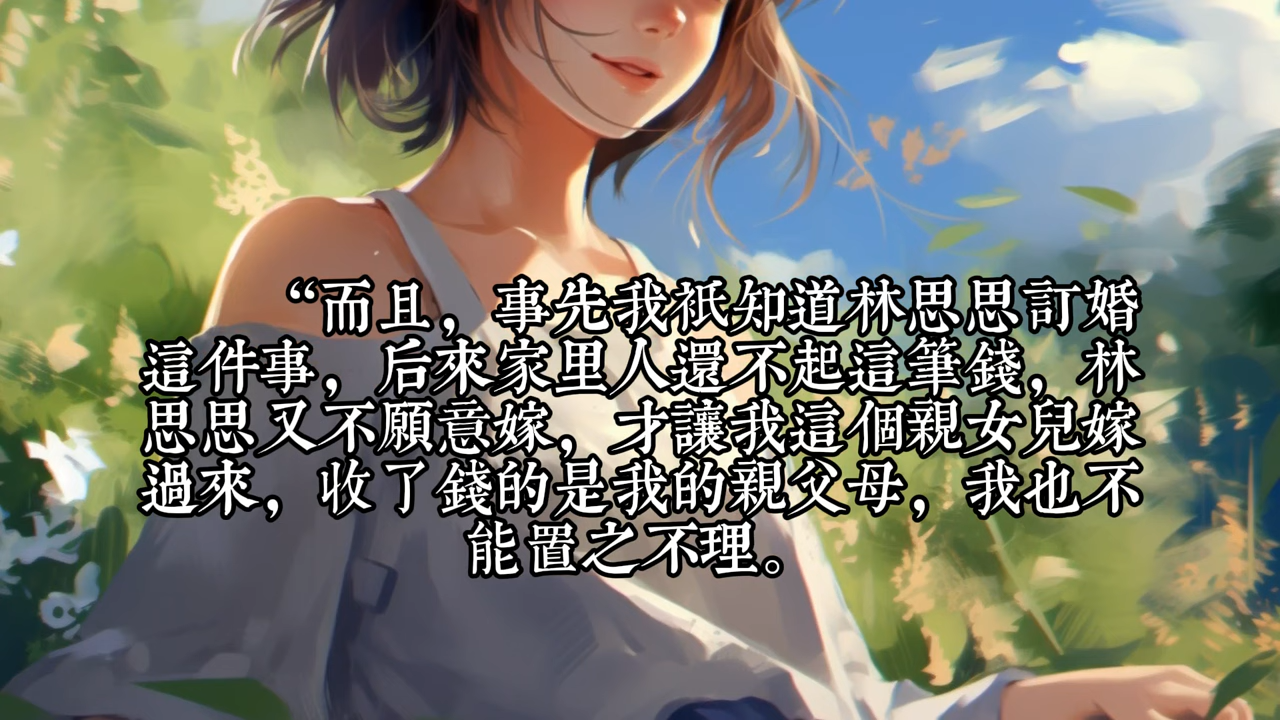 “而且，事先我祇知道林思思訂婚
這件事，后來家里人還不起這筆錢，林
思思又不願意嫁，才讓我這個親女兒嫁
過來，收了錢的是我的親父母，我也不
能置之不理。